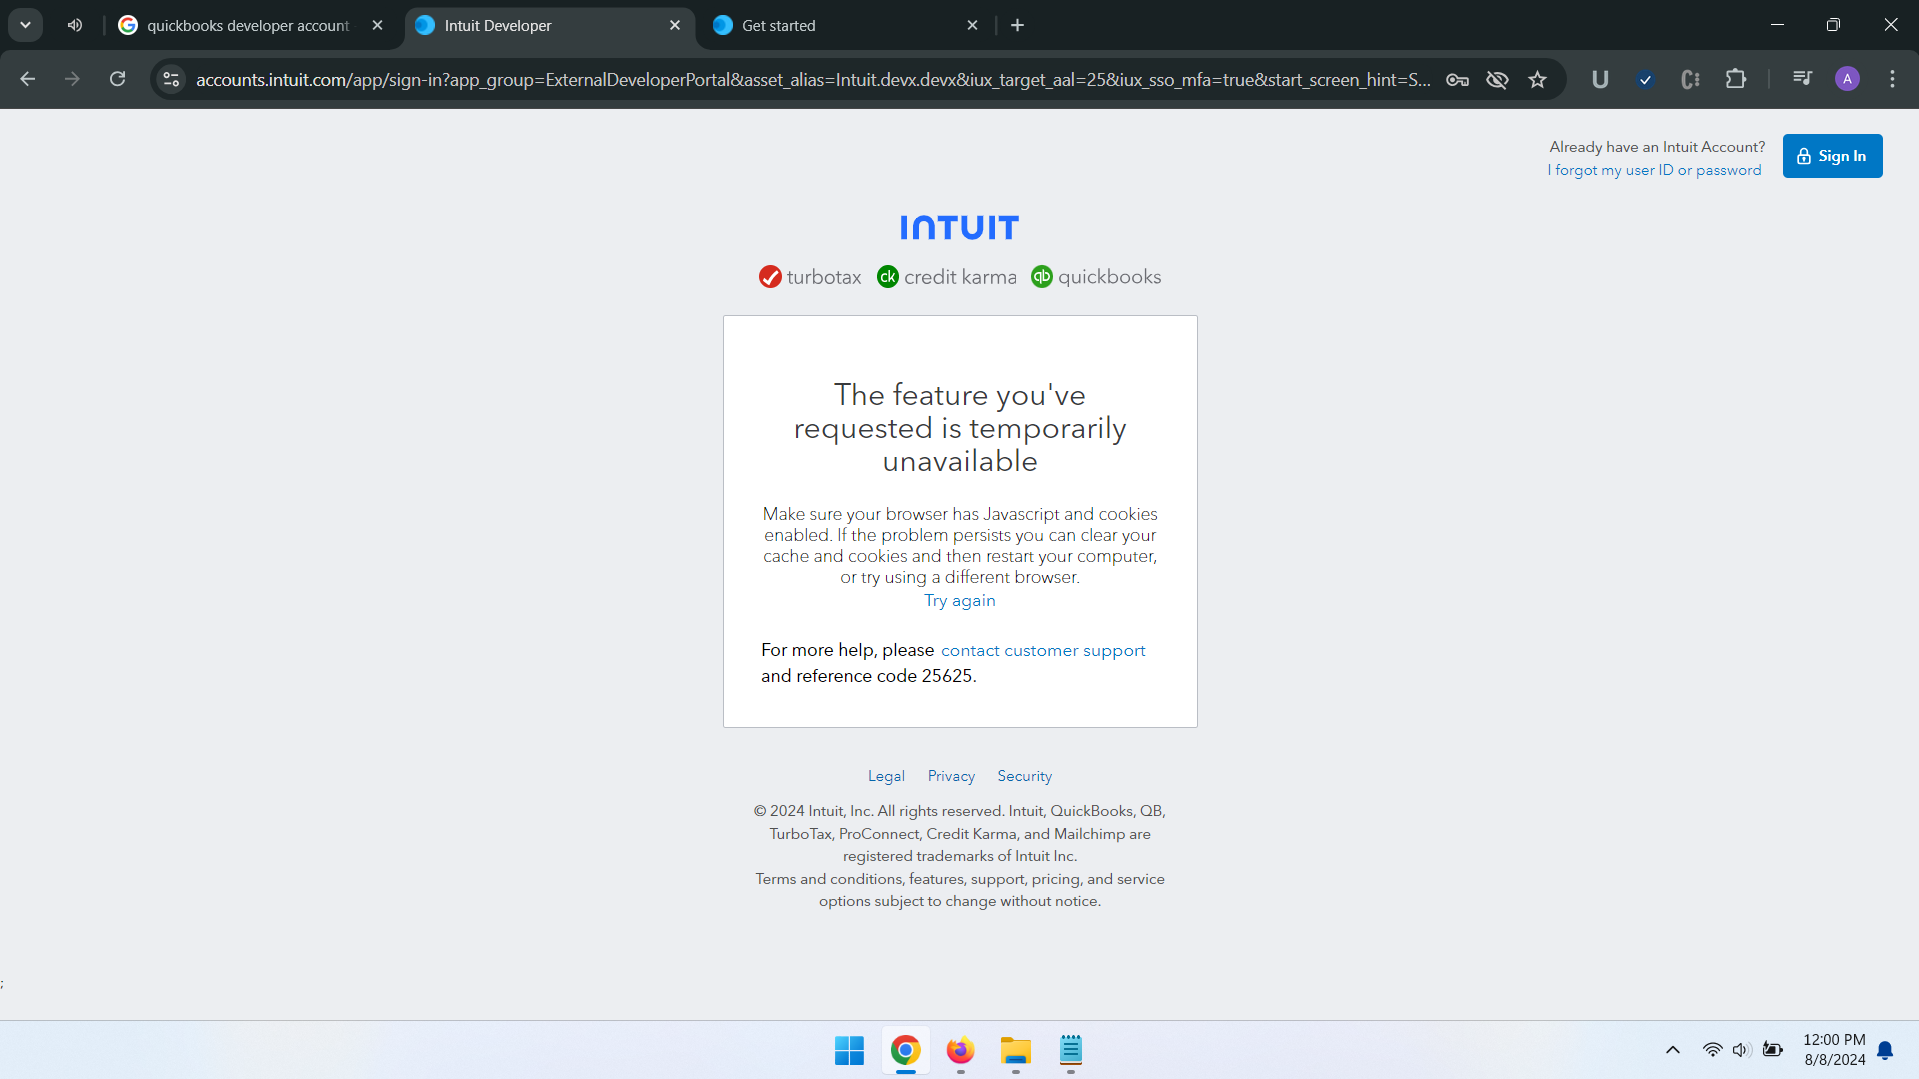 quickbooks developer account
Intuit Developer
Get started
accounts.intuit.com/app/sign-in?app_group=ExternalDeveloperPortal&asset_alias=Intuit.devx.devx&iux_target_aal=25&iux_sso_mfa=true&start_screen_hint=S...
U
A
Already have an Intuit Account?
I forgot my user ID or password
Sign In
INTUIT
turbotax ck credit karma qb quickbooks
The feature you've
requested is temporarily
unavailable
Make sure your browser has Javascript and cookies
enabled. If the problem persists you can clear your
cache and cookies and then restart your computer,
or try using a different browser.
Try again
For more help, please contact customer support
and reference code 25625.
Legal Privacy Security
© 2024 Intuit, Inc. All rights reserved. Intuit, QuickBooks, QB,
TurboTax, ProConnect, Credit Karma, and Mailchimp are
registered trademarks of Intuit Inc.
Terms and conditions, features, support, pricing, and service
options subject to change without notice.
;
12:00 PM
8/8/2024